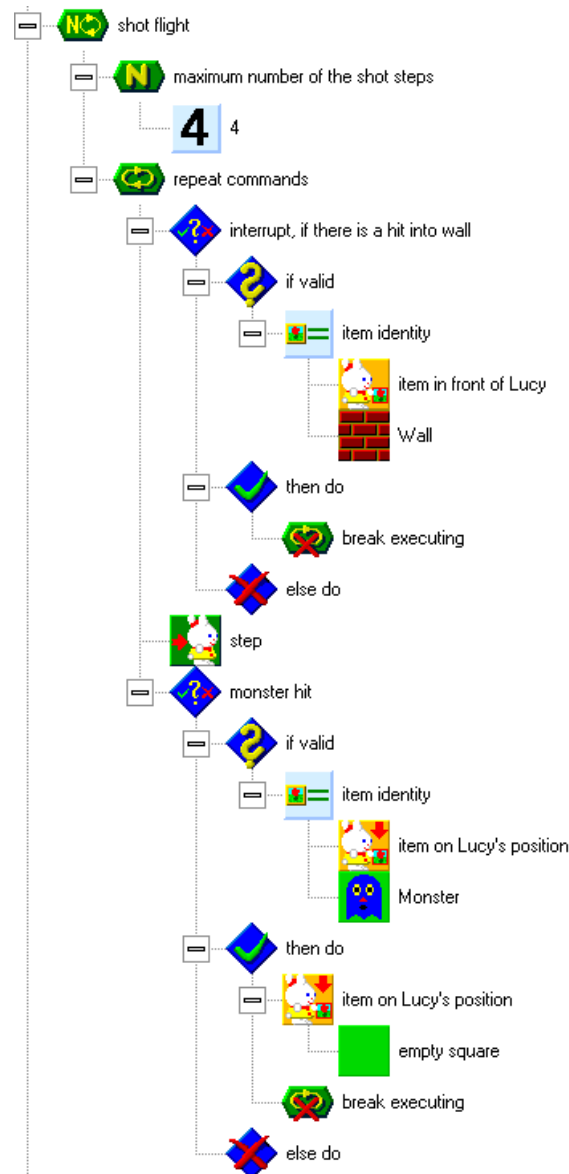 N shot flight
N maximum number of the shot steps
4 4
repeat commands
? interrupt, if there is a hit into wall
? if valid
= item identity
item in front of Lucy
Wall
then do
break executing
else do
step
? monster hit
? if valid
= item identity
item on Lucy's position
Monster
then do
item on Lucy's position
empty square
break executing
else do